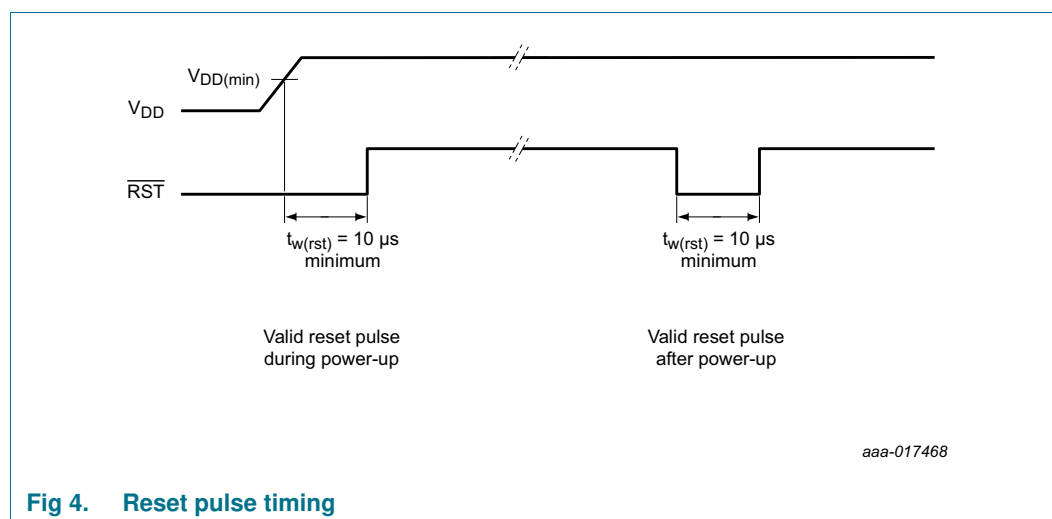 VDD(min)
VDD
RST
tw(rst) = 10 µs
minimum
tw(rst) = 10 µs
minimum
Valid reset pulse
during power-up
Valid reset pulse
after power-up
aaa-017468
Fig 4. Reset pulse timing